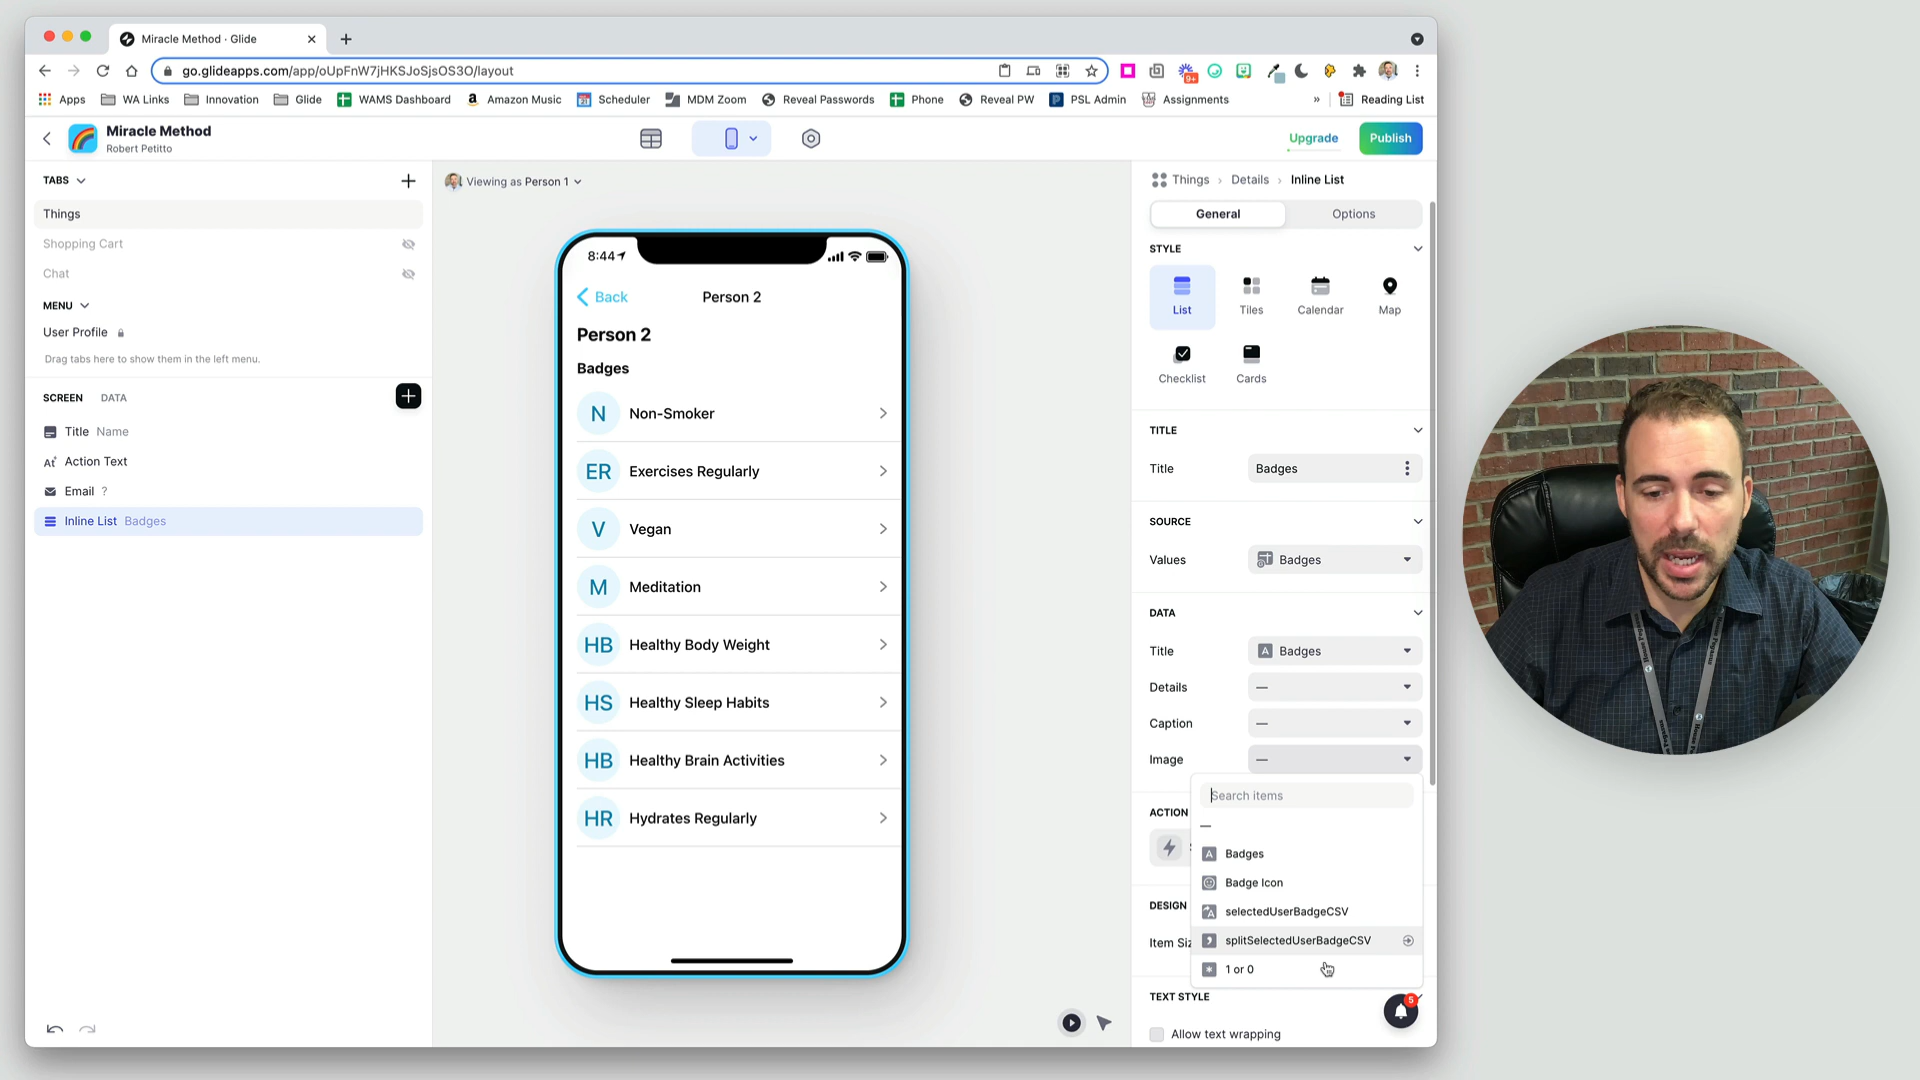 Miracle Method · Glide
go.glideapps.com/app/oUpFnW7jHKSJoSjsOS3O/layout
9+
Apps WA Links Innovation Glide WAMS Dashboard Amazon Music Scheduler MDM Zoom Reveal Passwords Phone Reveal PW PSL Admin Assignments » Reading List
Miracle Method
Robert Petitto
Upgrade
Publish
TABS
Things
Shopping Cart
Chat
MENU
User Profile
Drag tabs here to show them in the left menu.
SCREEN DATA
Title Name
Action Text
Email ?
Inline List Badges
Viewing as Person 1
8:44
Back
Person 2
Person 2
Badges
N Non-Smoker
ER Exercises Regularly
V Vegan
M Meditation
HB Healthy Body Weight
HS Healthy Sleep Habits
HB Healthy Brain Activities
HR Hydrates Regularly
Things › Details › Inline List
General Options
STYLE
List Tiles Calendar Map
Checklist Cards
TITLE
Title Badges
SOURCE
Values Badges
DATA
Title A Badges
Details —
Caption —
Image —
Search items
—
A Badges
Badge Icon
selectedUserBadgeCSV
splitSelectedUserBadgeCSV
1 or 0
ACTION
DESIGN
Item Siz
TEXT STYLE
5
Allow text wrapping